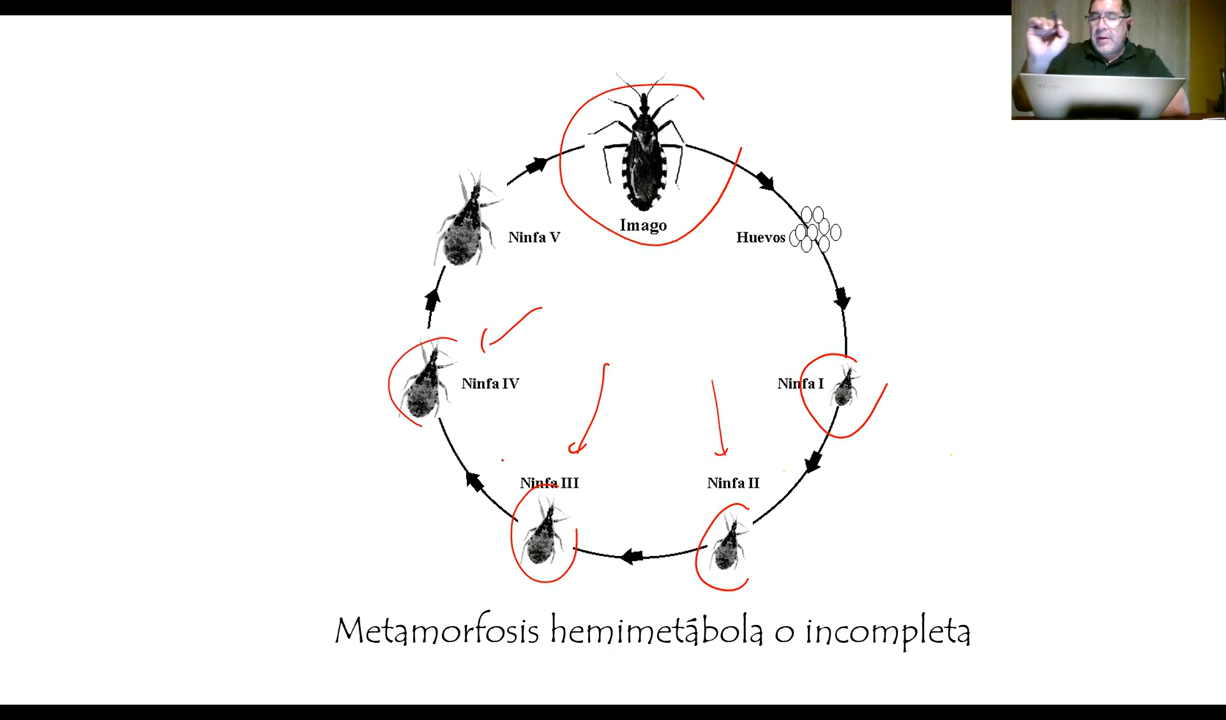 Imago
Ninfa V
Huevos
Ninfa IV
Ninfa I
Ninfa III
Ninfa II
Metamorfosis hemimetábola o incompleta